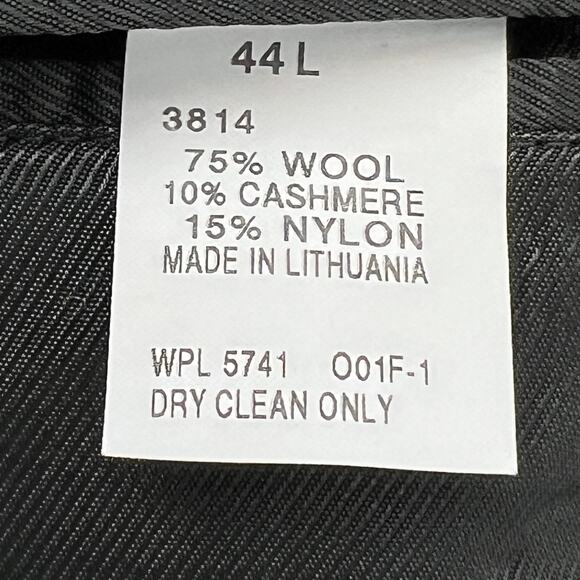 44 L
3814
75% WOOL
10% CASHMERE
15% NYLON
MADE IN LITHUANIA
WPL 5741 O01F-1
DRY CLEAN ONLY